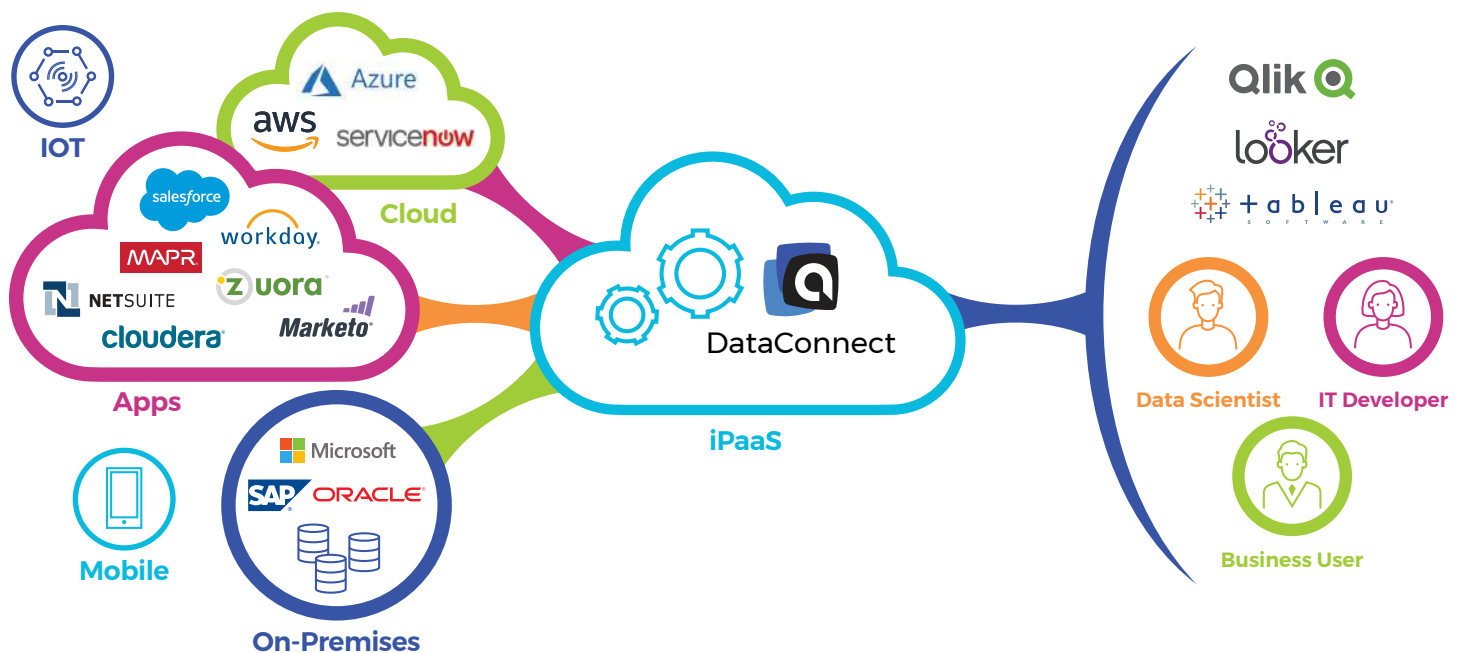 IOT
Azure
aws
servicenow
Cloud
salesforce
workday.
MAPR.
zuora
NETSUITE
Marketo
cloudera
Apps
Microsoft
SAP
ORACLE
On-Premises
Mobile
DataConnect
iPaaS
Qlik
looker
+ableau
SOFTWARE
Data Scientist
IT Developer
Business User